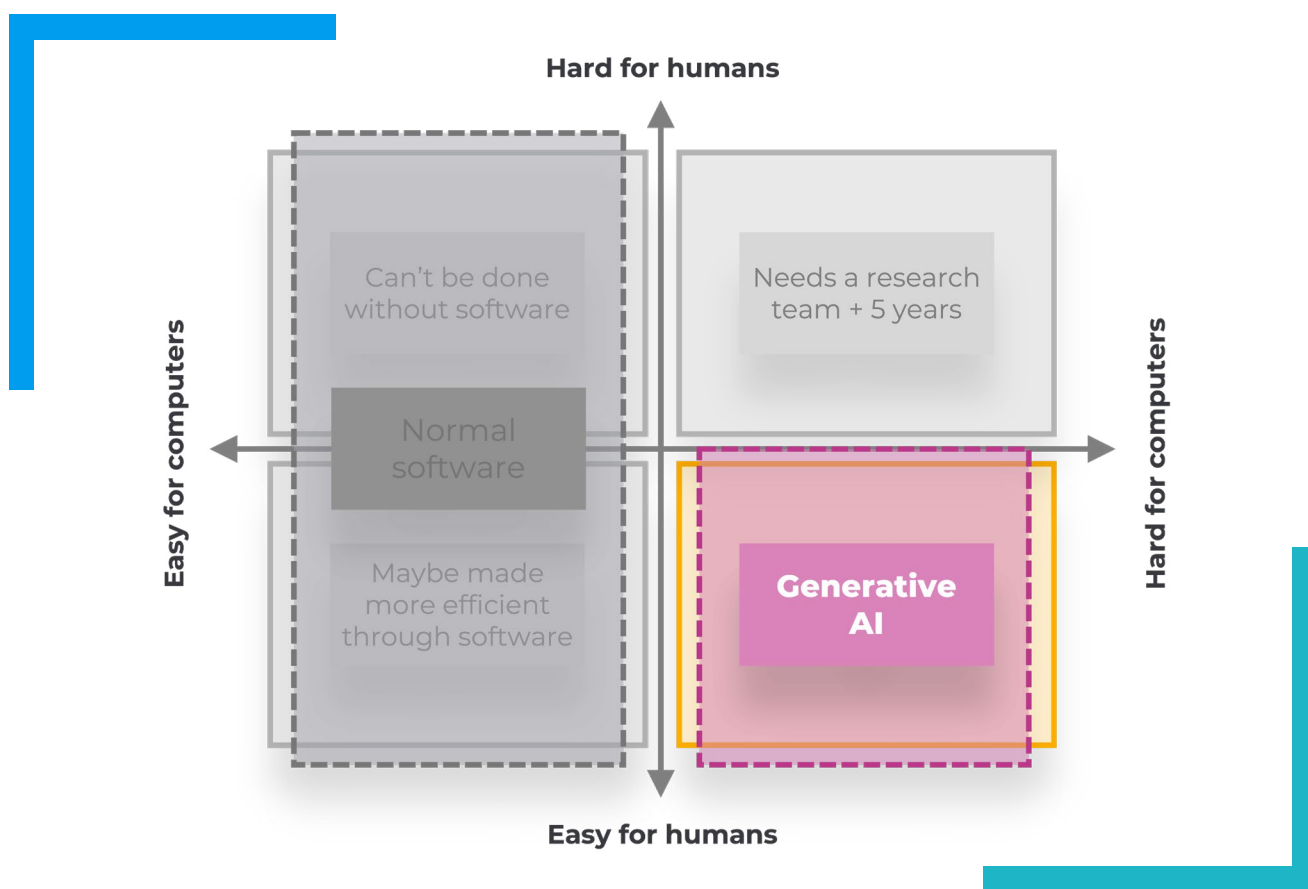 Hard for humans
Can't be done
without software
Needs a research
team + 5 years
Easy for computers
Normal
software
Hard for computers
Maybe made
more efficient
through software
Generative
AI
Easy for humans